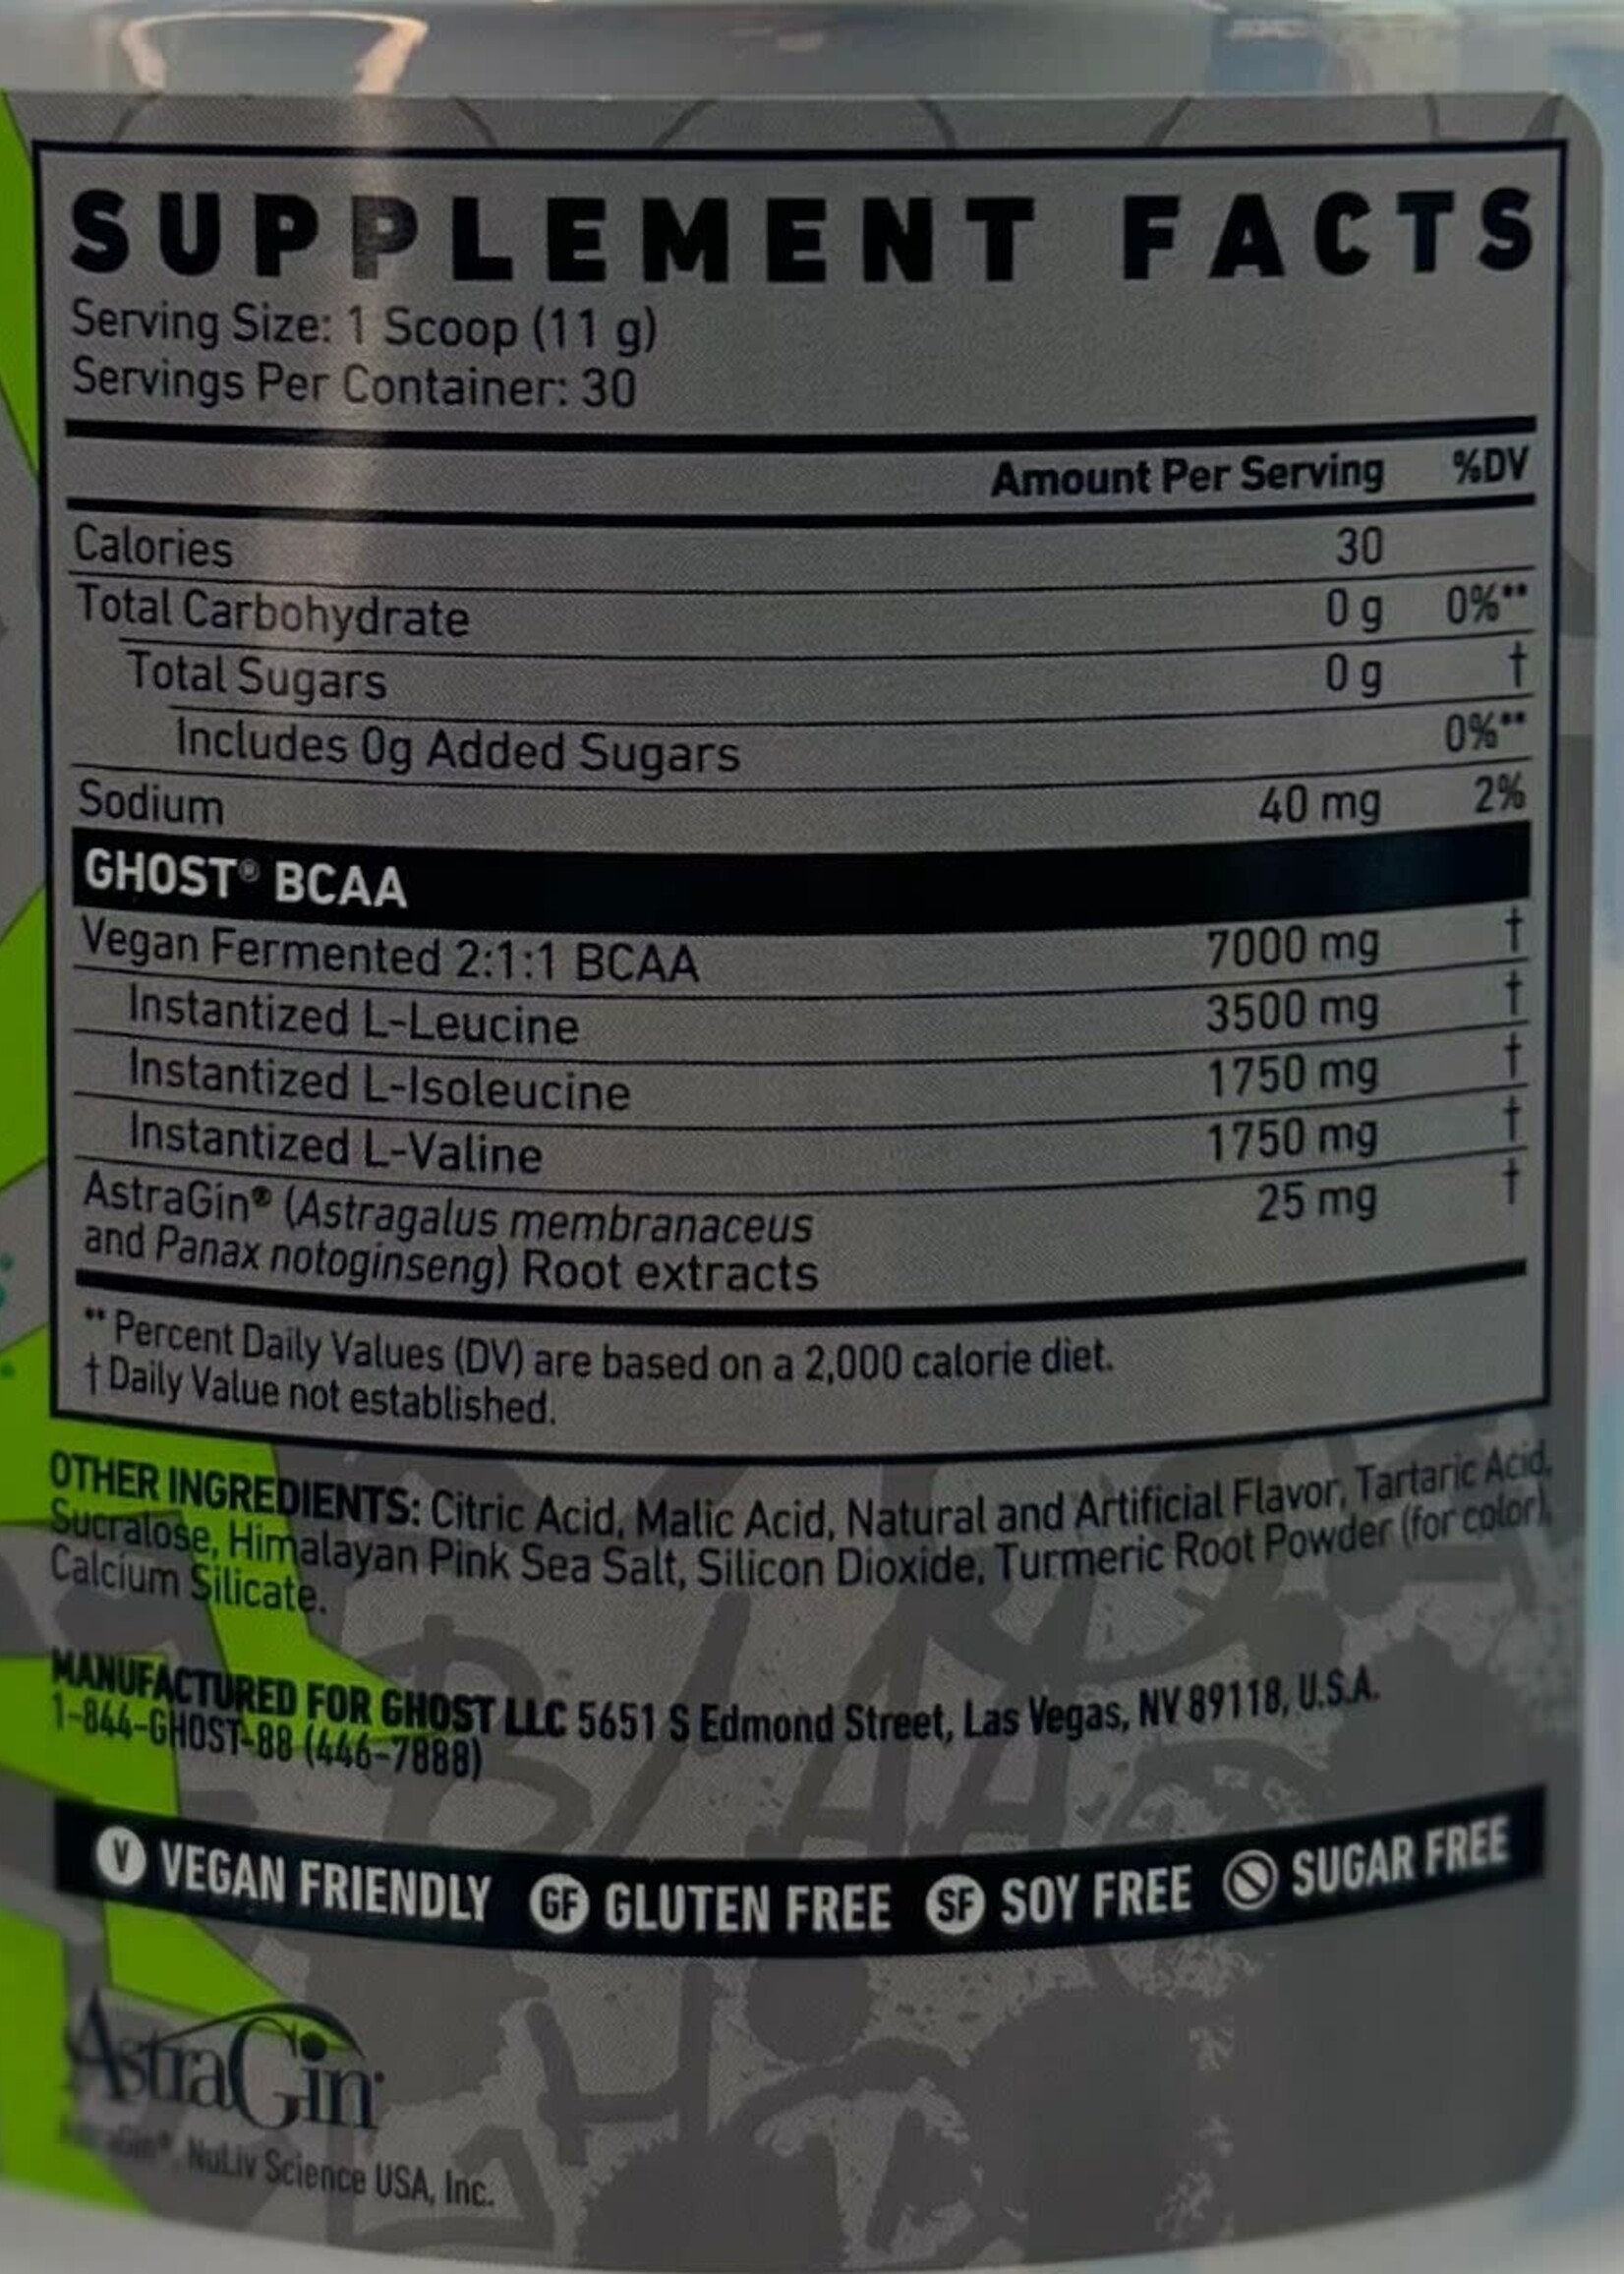 SUPPLEMENT FACTS
Serving Size: 1 Scoop (11 g)
Servings Per Container: 30
Amount Per Serving %DV
Calories 30
Total Carbohydrate 0 g 0%**
Total Sugars 0 g †
Includes 0g Added Sugars 0%**
Sodium 40 mg 2%
GHOST® BCAA
Vegan Fermented 2:1:1 BCAA 7000 mg †
Instantized L-Leucine 3500 mg †
Instantized L-Isoleucine 1750 mg †
Instantized L-Valine 1750 mg †
AstraGin® (Astragalus membranaceus 25 mg †
and Panax notoginseng) Root extracts
** Percent Daily Values (DV) are based on a 2,000 calorie diet.
† Daily Value not established.
OTHER INGREDIENTS: Citric Acid, Malic Acid, Natural and Artificial Flavor, Tartaric Acid,
Sucralose, Himalayan Pink Sea Salt, Silicon Dioxide, Turmeric Root Powder (for color),
Calcium Silicate.
MANUFACTURED FOR GHOST LLC 5651 S Edmond Street, Las Vegas, NV 89118, U.S.A.
1-844-GHOST-88 (446-7888)
V VEGAN FRIENDLY GF GLUTEN FREE SF SOY FREE SUGAR FREE
AstraGin
NuLiv Science USA, Inc.